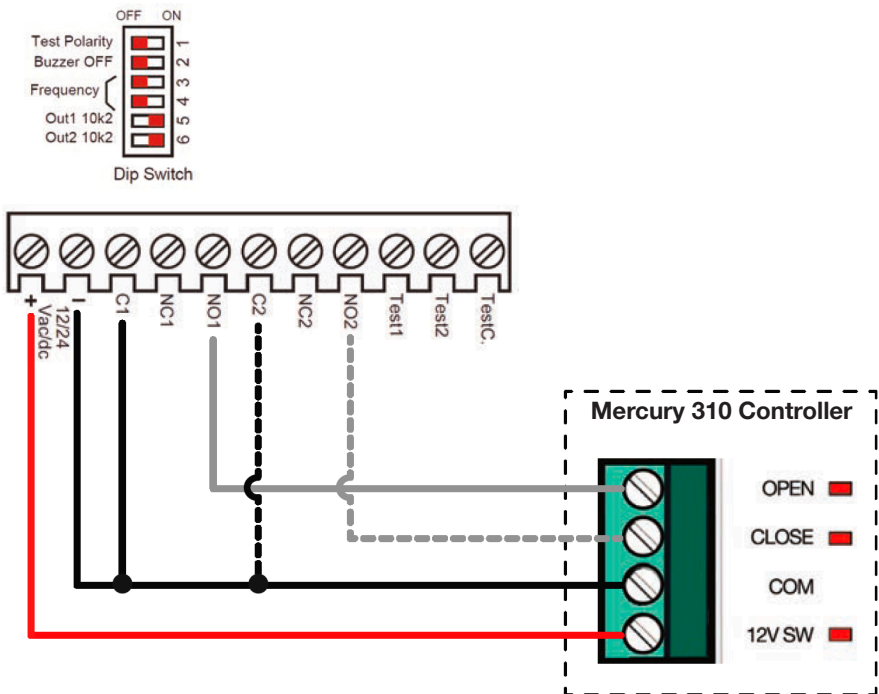 OFF ON
Test Polarity 1
Buzzer OFF 2
Frequency 3
4
Out1 10k2 5
Out2 10k2 6
Dip Switch
+
12/24
Vac/dc
–
C1
NC1
NO1
C2
NC2
NO2
Test1
Test2
TestC.
Mercury 310 Controller
OPEN
CLOSE
COM
12V SW